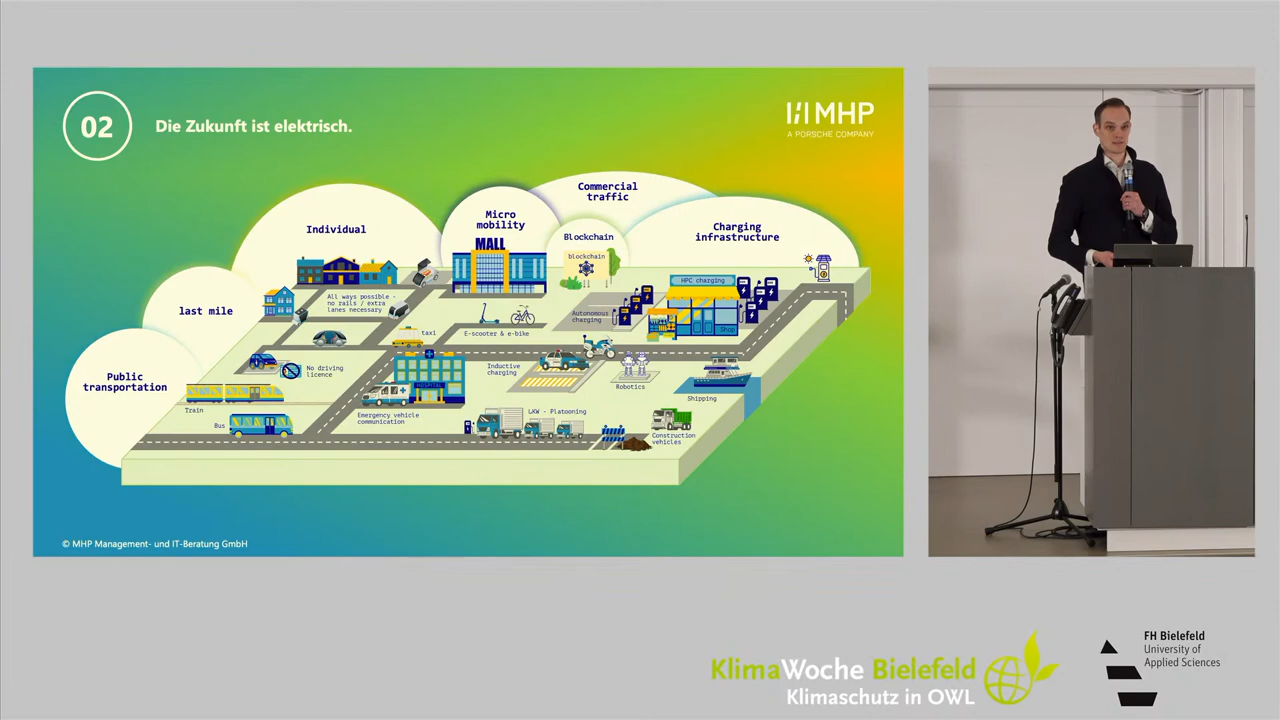 02
Die Zukunft ist elektrisch.
MHP
A PORSCHE COMPANY
Commercial
traffic
Micro
mobility
Individual
Charging
infrastructure
Blockchain
MALL
blockchain
last mile
HPC charging
All ways possible -
no rails / extra
lanes necessary
Autonomous
charging
Shop
taxi
E-scooter & e-bike
No driving
licence
Inductive
charging
Public
transportation
HOSPITAL
Robotics
Shipping
Train
Emergency vehicle
communication
LKW - Platooning
Bus
Construction
vehicles
© MHP Management- und IT-Beratung GmbH
KlimaWoche Bielefeld
Klimaschutz in OWL
FH Bielefeld
University of
Applied Sciences